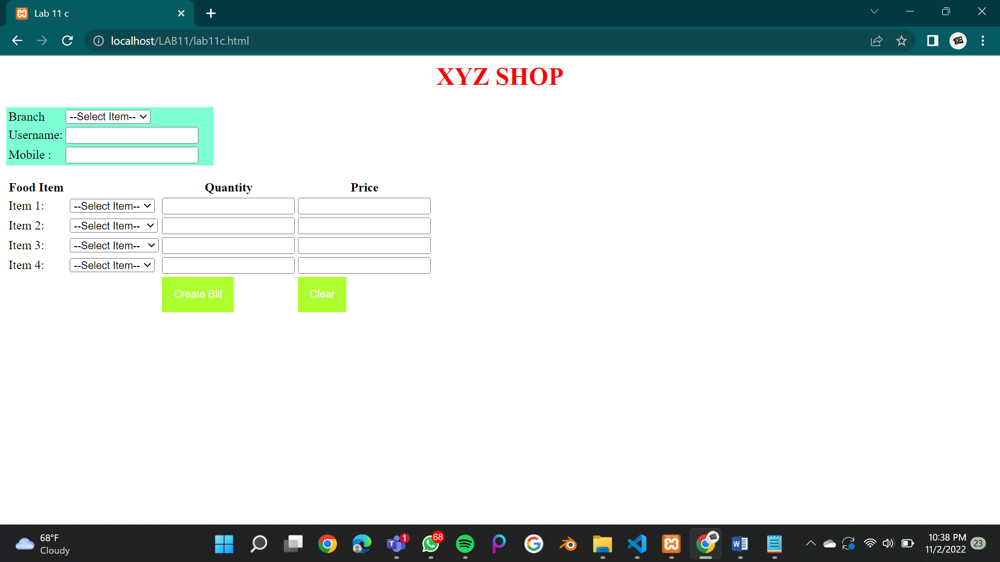 Lab 11 c
localhost/LAB11/lab11c.html
XYZ SHOP
Branch --Select Item--
Username:
Mobile :
Food Item Quantity Price
Item 1: --Select Item--
Item 2: --Select Item--
Item 3: --Select Item--
Item 4: --Select Item--
Create Bill Clear
68°F
Cloudy
1
68
10:38 PM
11/2/2022
23